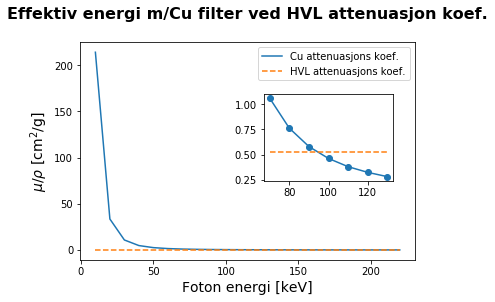 Effektiv energi m/Cu filter ved HVL attenuasjon koef.
Cu attenuasjons koef.
HVL attenuasjons koef.
μ/ρ [cm²/g]
200
150
100
50
0
1.00
0.75
0.50
0.25
80 100 120
0 50 100 150 200
Foton energi [keV]